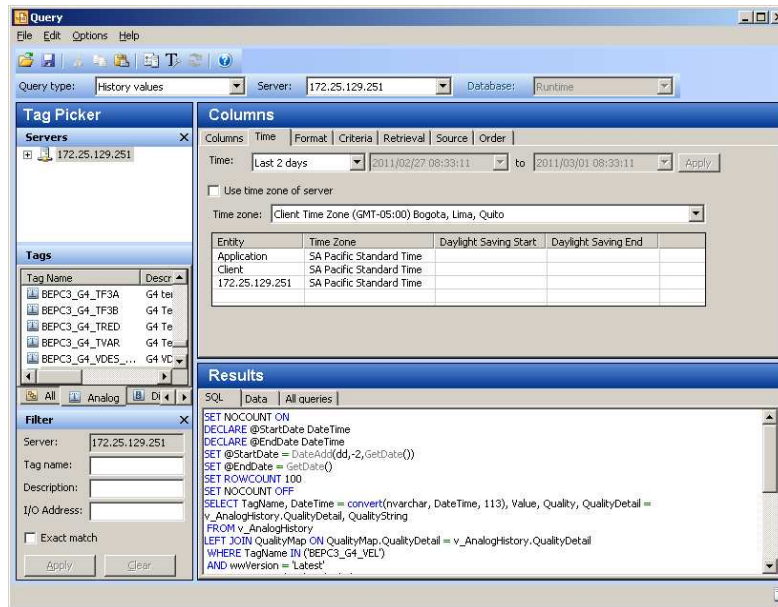 Query
File Edit Options Help
Query type: History values Server: 172.25.129.251 Database: Runtime
Tag Picker
Servers
172.25.129.251
Tags
Tag Name Descr
BEPC3_G4_TF3A G4 ter
BEPC3_G4_TF3B G4 Te
BEPC3_G4_TRED G4 Te
BEPC3_G4_TVAR G4 Te
BEPC3_G4_VDES_... G4 VD
All Analog Di
Filter
Server: 172.25.129.251
Tag name:
Description:
I/O Address:
Exact match
Apply Clear
Columns
Columns Time Format Criteria Retrieval Source Order
Time: Last 2 days 2011/02/27 08:33:11 to 2011/03/01 08:33:11 Apply
Use time zone of server
Time zone: Client Time Zone (GMT-05:00) Bogota, Lima, Quito
Entity Time Zone Daylight Saving Start Daylight Saving End
Application SA Pacific Standard Time
Client SA Pacific Standard Time
172.25.129.251 SA Pacific Standard Time
Results
SQL Data All queries
SET NOCOUNT ON
DECLARE @StartDate DateTime
DECLARE @EndDate DateTime
SET @StartDate = DateAdd(dd,-2,GetDate())
SET @EndDate = GetDate()
SET ROWCOUNT 100
SET NOCOUNT OFF
SELECT TagName, DateTime = convert(nvarchar, DateTime, 113), Value, Quality, QualityDetail =
v_AnalogHistory.QualityDetail, QualityString
FROM v_AnalogHistory
LEFT JOIN QualityMap ON QualityMap.QualityDetail = v_AnalogHistory.QualityDetail
WHERE TagName IN ('BEPC3_G4_VEL')
AND wwVersion = 'Latest'